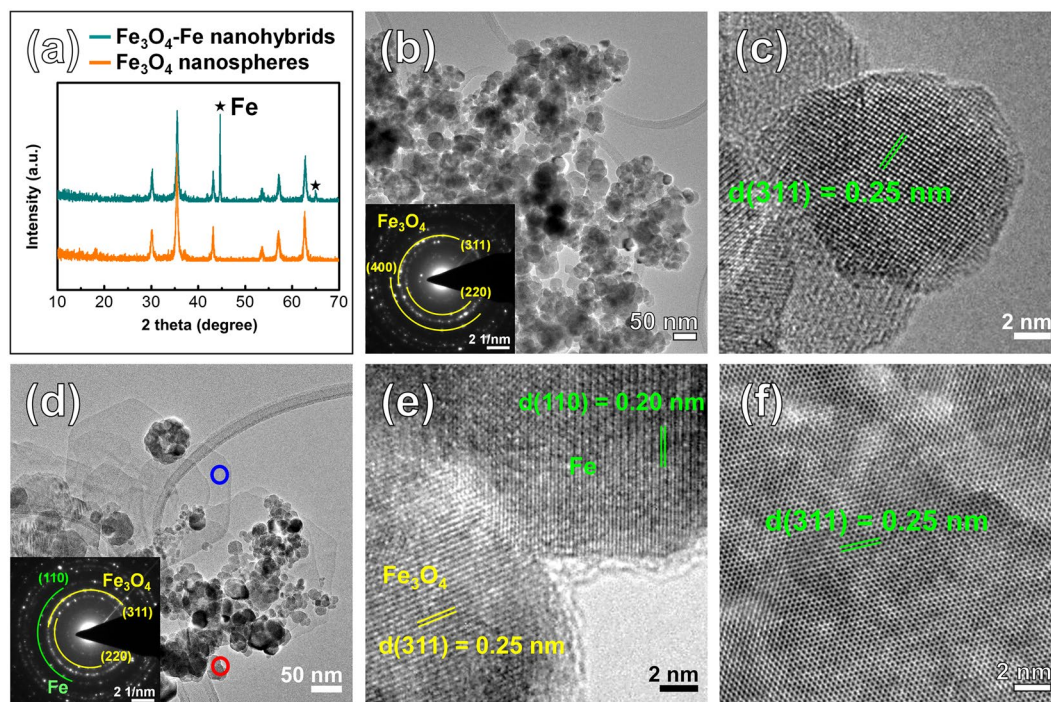 (a)
Fe₃O₄-Fe nanohybrids
Fe₃O₄ nanospheres
★ Fe
★
Intensity (a.u.)
10 20 30 40 50 60 70
2 theta (degree)
(b)
Fe₃O₄
(311)
(400)
(220)
2 1/nm
50 nm
(c)
d(311) = 0.25 nm
2 nm
(d)
(110)
Fe₃O₄
(311)
(220)
Fe
2 1/nm
50 nm
(e)
d(110) = 0.20 nm
Fe
Fe₃O₄
d(311) = 0.25 nm
2 nm
(f)
d(311) = 0.25 nm
2 nm